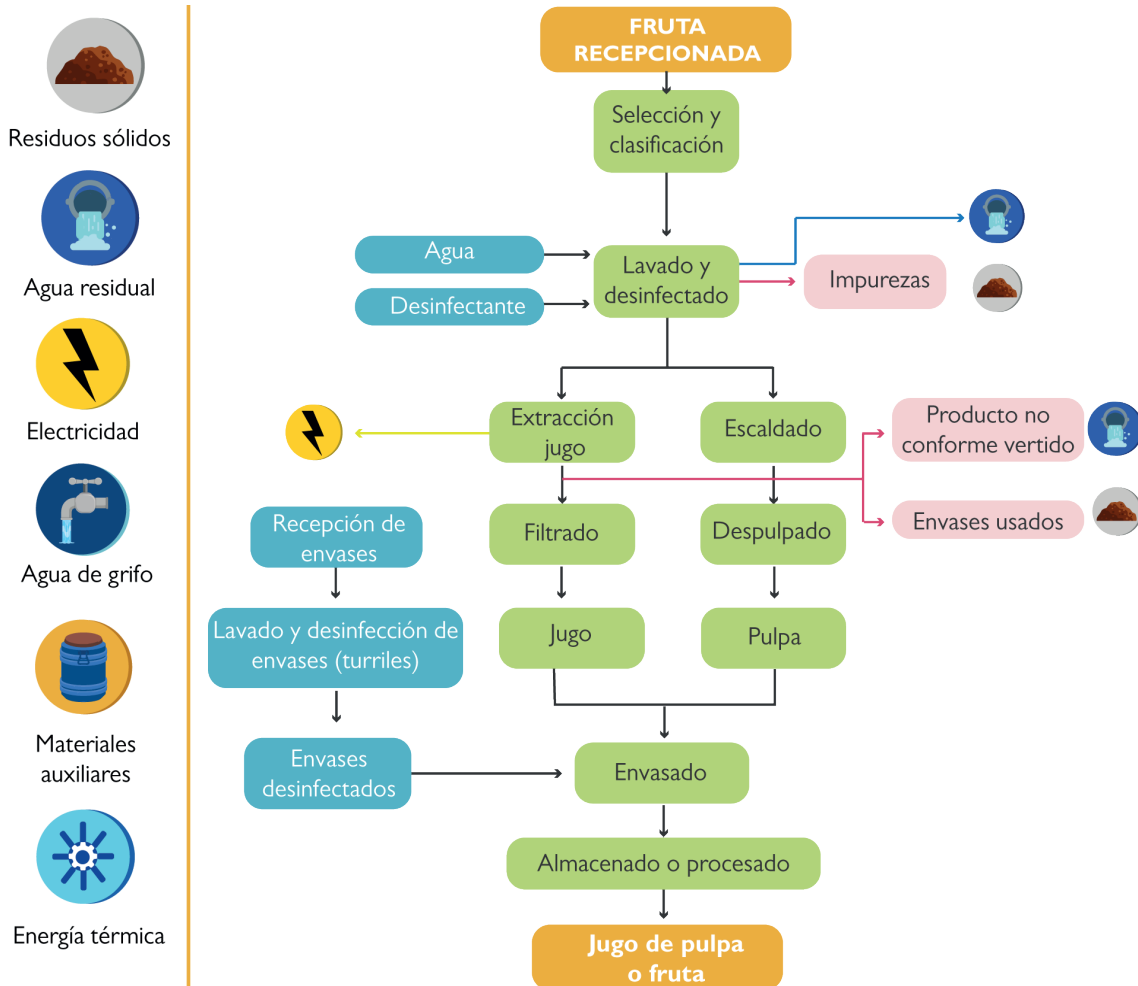 Residuos sólidos
Agua residual
Electricidad
Agua de grifo
Materiales
auxiliares
Energía térmica
FRUTA
RECEPCIONADA
Selección y
clasificación
Agua
Desinfectante
Lavado y
desinfectado
Impurezas
Extracción
jugo
Escaldado
Producto no
conforme vertido
Envases usados
Recepción de
envases
Filtrado
Despulpado
Lavado y desinfección de
envases (turriles)
Jugo
Pulpa
Envases
desinfectados
Envasado
Almacenado o procesado
Jugo de pulpa
o fruta